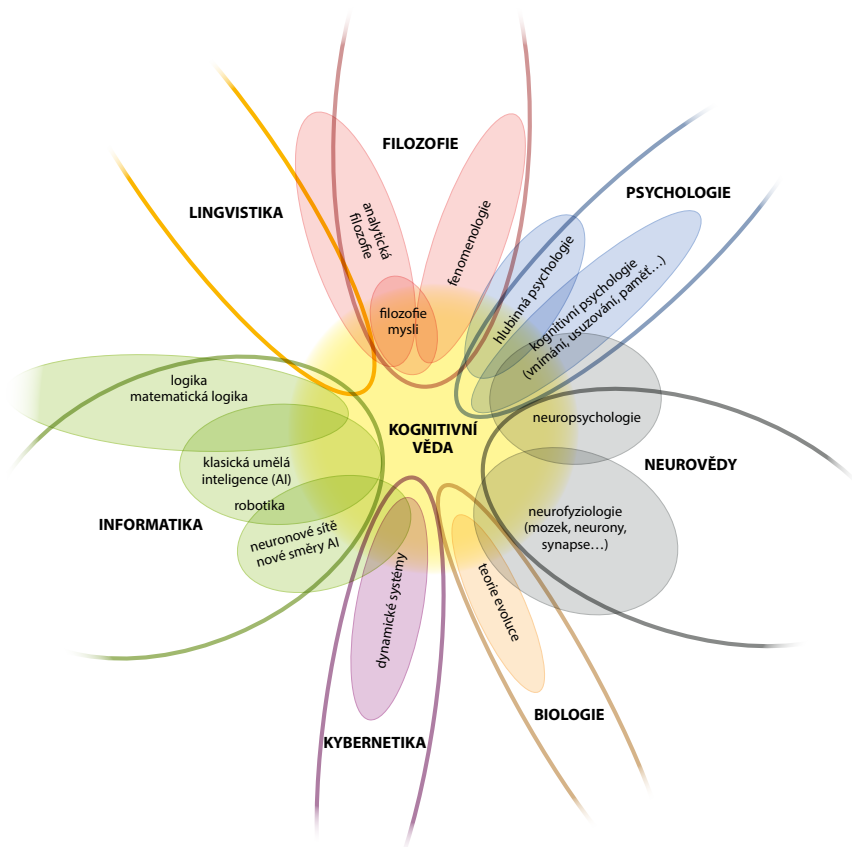 FILOZOFIE
PSYCHOLOGIE
LINGVISTIKA
analytická
filozofie
fenomenologie
hlubinná psychologie
kognitivní psychologie
(vnímání, usuzování, paměť…)
filozofie
mysli
logika
matematická logika
KOGNITIVNÍ
VĚDA
neuropsychologie
NEUROVĚDY
klasická umělá
inteligence (AI)
robotika
INFORMATIKA
neuronové sítě
nové směry AI
neurofyziologie
(mozek, neurony,
synapse…)
dynamické systémy
teorie evoluce
BIOLOGIE
KYBERNETIKA